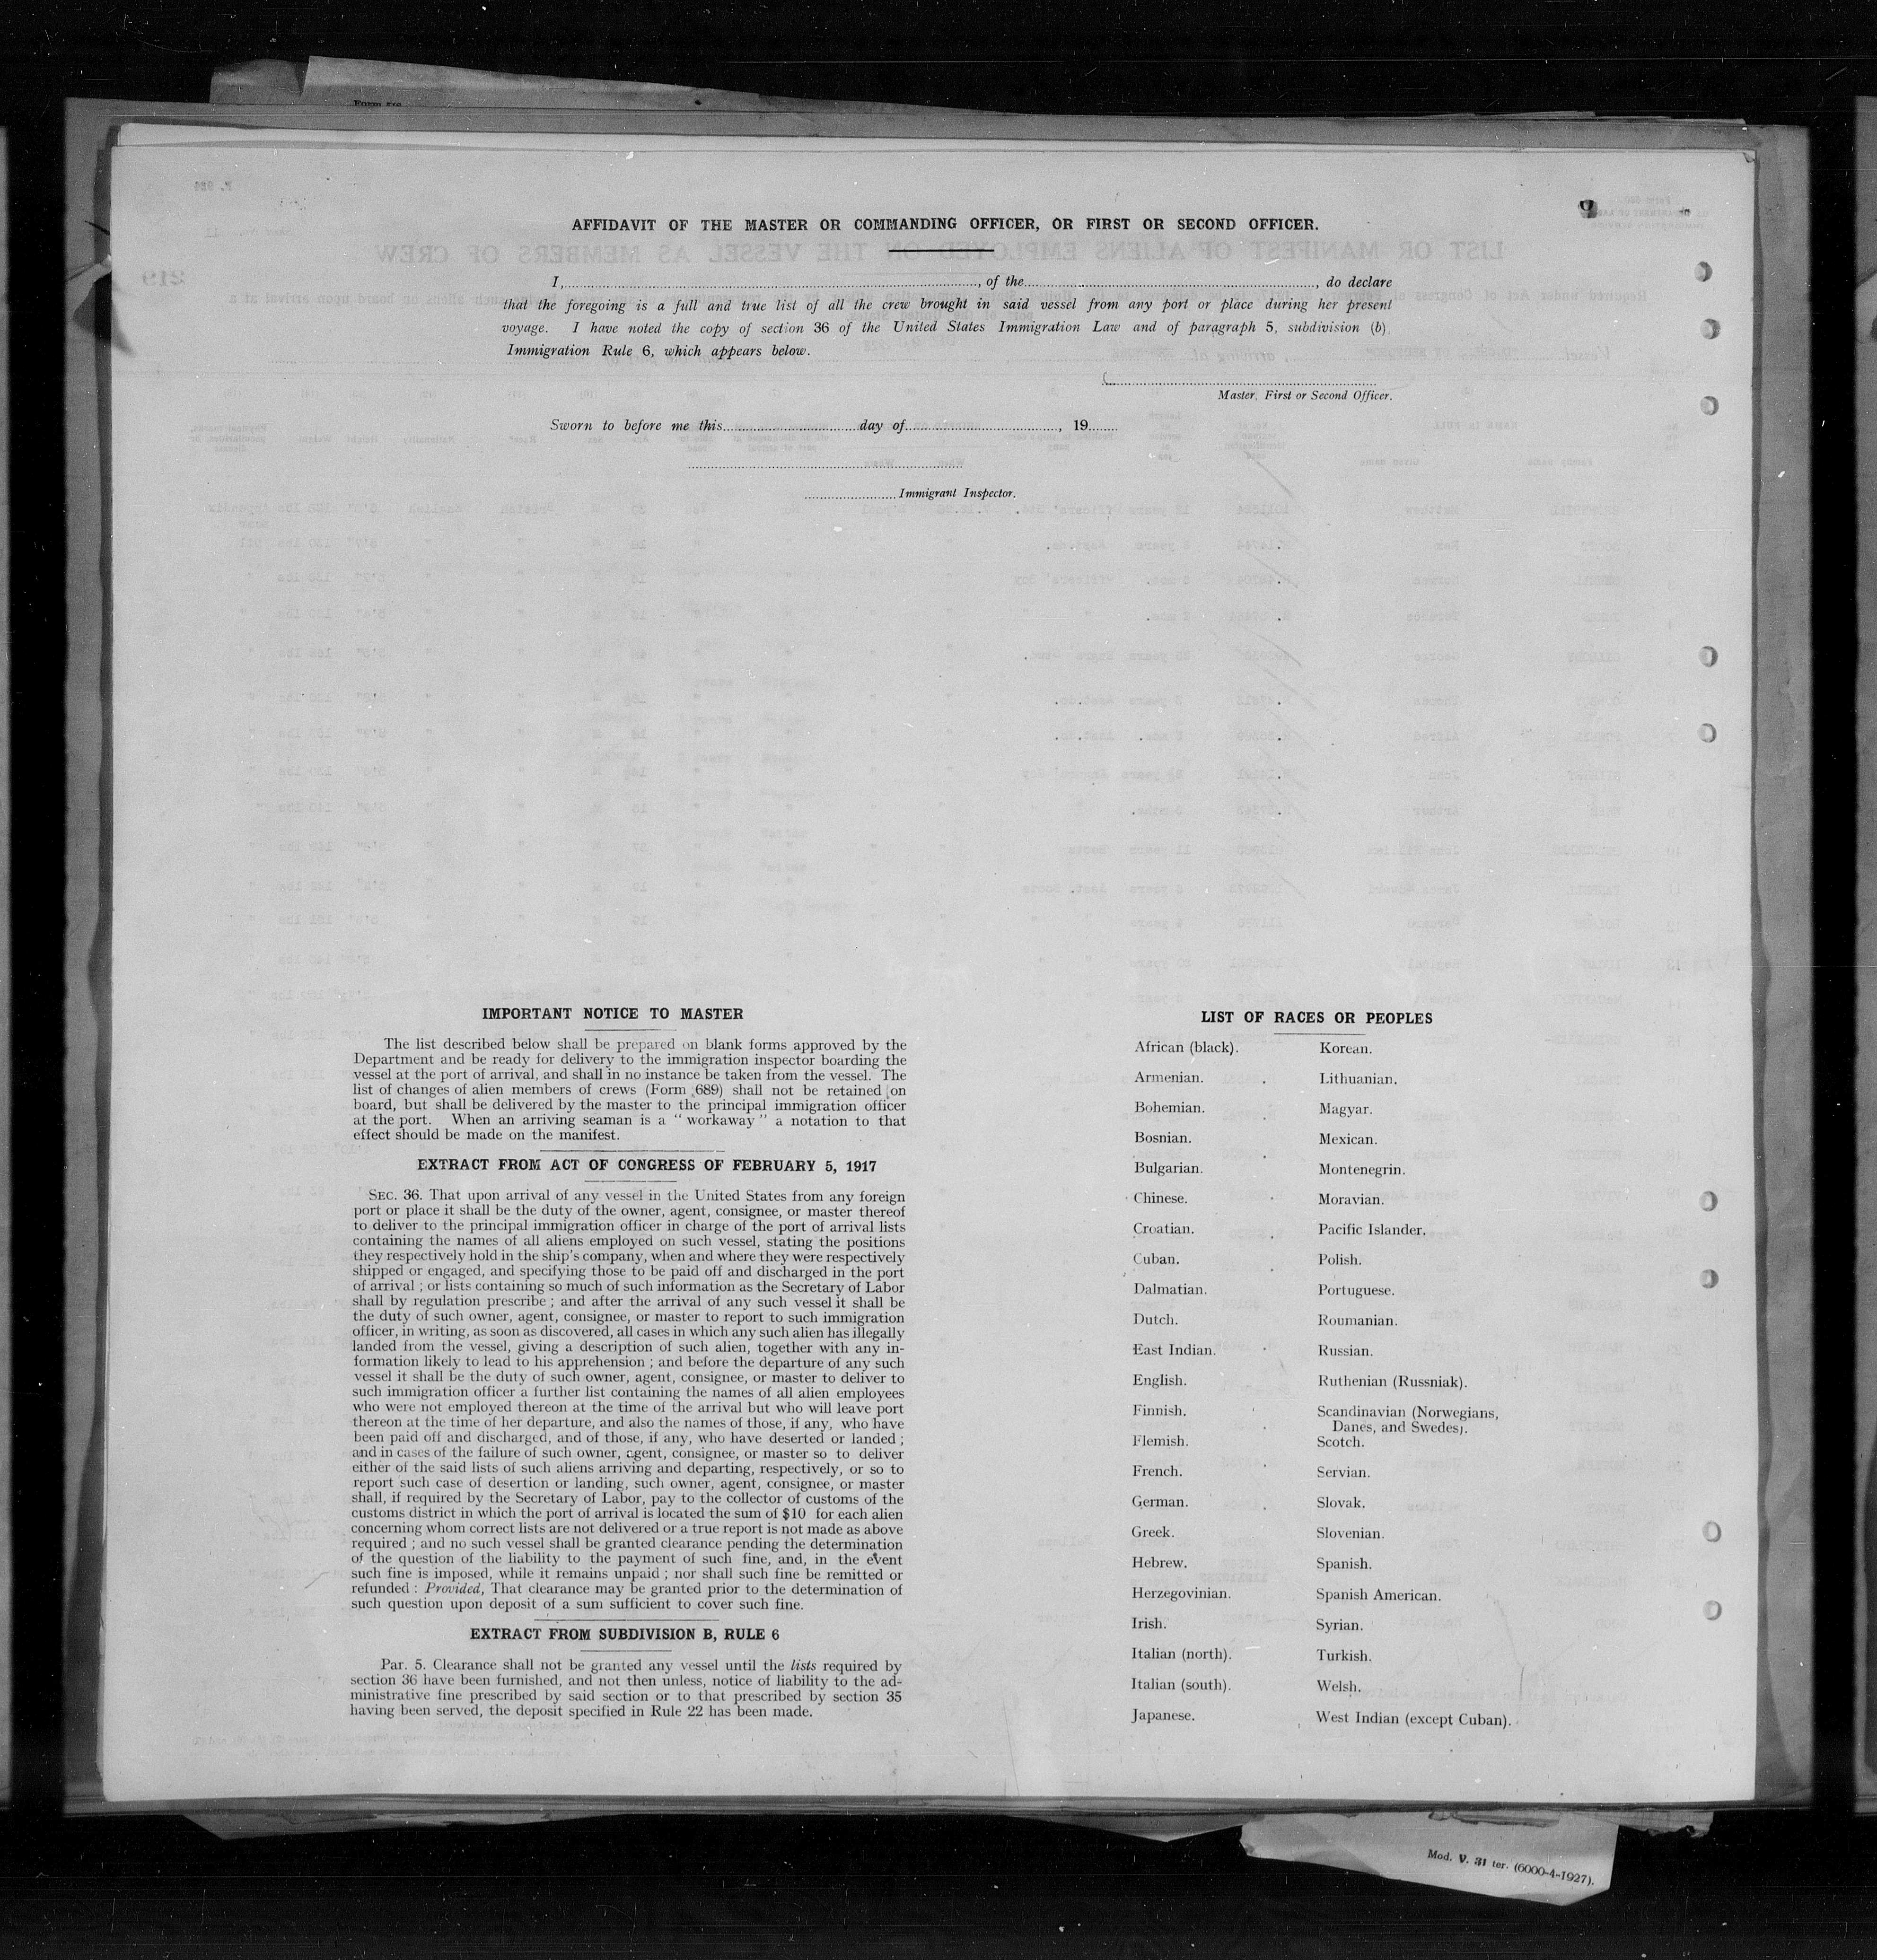 AFFIDAVIT OF THE MASTER OR COMMANDING OFFICER, OR FIRST OR SECOND OFFICER.
I, , of the , do declare
that the foregoing is a full and true list of all the crew brought in said vessel from any port or place during her present
voyage. I have noted the copy of section 36 of the United States Immigration Law and of paragraph 5, subdivision (b),
Immigration Rule 6, which appears below.
Master, First or Second Officer.
Sworn to before me this day of , 19
Immigrant Inspector.
IMPORTANT NOTICE TO MASTER
The list described below shall be prepared on blank forms approved by the
Department and be ready for delivery to the immigration inspector boarding the
vessel at the port of arrival, and shall in no instance be taken from the vessel. The
list of changes of alien members of crews (Form 689) shall not be retained on
board, but shall be delivered by the master to the principal immigration officer
at the port. When an arriving seaman is a " workaway " a notation to that
effect should be made on the manifest.
EXTRACT FROM ACT OF CONGRESS OF FEBRUARY 5, 1917
SEC. 36. That upon arrival of any vessel in the United States from any foreign
port or place it shall be the duty of the owner, agent, consignee, or master thereof
to deliver to the principal immigration officer in charge of the port of arrival lists
containing the names of all aliens employed on such vessel, stating the positions
they respectively hold in the ship's company, when and where they were respectively
shipped or engaged, and specifying those to be paid off and discharged in the port
of arrival ; or lists containing so much of such information as the Secretary of Labor
shall by regulation prescribe ; and after the arrival of any such vessel it shall be
the duty of such owner, agent, consignee, or master to report to such immigration
officer, in writing, as soon as discovered, all cases in which any such alien has illegally
landed from the vessel, giving a description of such alien, together with any in-
formation likely to lead to his apprehension ; and before the departure of any such
vessel it shall be the duty of such owner, agent, consignee, or master to deliver to
such immigration officer a further list containing the names of all alien employees
who were not employed thereon at the time of the arrival but who will leave port
thereon at the time of her departure, and also the names of those, if any, who have
been paid off and discharged, and of those, if any, who have deserted or landed ;
and in cases of the failure of such owner, agent, consignee, or master so to deliver
either of the said lists of such aliens arriving and departing, respectively, or so to
report such case of desertion or landing, such owner, agent, consignee, or master
shall, if required by the Secretary of Labor, pay to the collector of customs of the
customs district in which the port of arrival is located the sum of $10 for each alien
concerning whom correct lists are not delivered or a true report is not made as above
required ; and no such vessel shall be granted clearance pending the determination
of the question of the liability to the payment of such fine, and, in the event
such fine is imposed, while it remains unpaid ; nor shall such fine be remitted or
refunded : Provided, That clearance may be granted prior to the determination of
such question upon deposit of a sum sufficient to cover such fine.
EXTRACT FROM SUBDIVISION B, RULE 6
Par. 5. Clearance shall not be granted any vessel until the lists required by
section 36 have been furnished, and not then unless, notice of liability to the ad-
ministrative fine prescribed by said section or to that prescribed by section 35
having been served, the deposit specified in Rule 22 has been made.
LIST OF RACES OR PEOPLES
African (black).
Armenian.
Bohemian.
Bosnian.
Bulgarian.
Chinese.
Croatian.
Cuban.
Dalmatian.
Dutch.
East Indian.
English.
Finnish.
Flemish.
French.
German.
Greek.
Hebrew.
Herzegovinian.
Irish.
Italian (north).
Italian (south).
Japanese.
Korean.
Lithuanian.
Magyar.
Mexican.
Montenegrin.
Moravian.
Pacific Islander.
Polish.
Portuguese.
Roumanian.
Russian.
Ruthenian (Russniak).
Scandinavian (Norwegians,
Danes, and Swedes).
Scotch.
Servian.
Slovak.
Slovenian.
Spanish.
Spanish American.
Syrian.
Turkish.
Welsh.
West Indian (except Cuban).
Mod. V. 31 ter. (6000-4-1927).